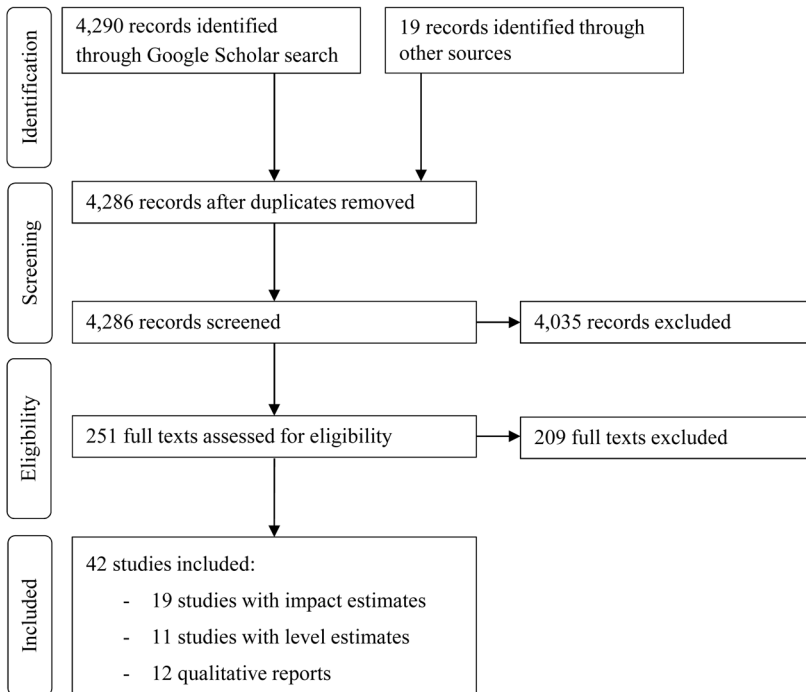 Identification
4,290 records identified
through Google Scholar search
19 records identified through
other sources
Screening
4,286 records after duplicates removed
4,286 records screened
4,035 records excluded
Eligibility
251 full texts assessed for eligibility
209 full texts excluded
Included
42 studies included:
- 19 studies with impact estimates
- 11 studies with level estimates
- 12 qualitative reports